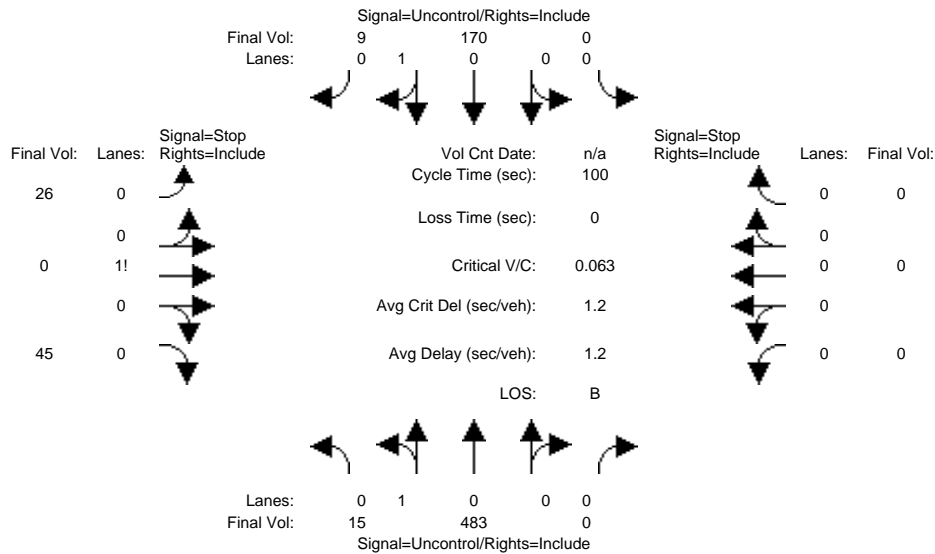 Signal=Uncontrol/Rights=Include
Final Vol: 9 170 0
Lanes: 0 1 0 0 0
Signal=Stop Signal=Stop
Final Vol: Lanes: Rights=Include Vol Cnt Date: n/a Rights=Include Lanes: Final Vol:
Cycle Time (sec): 100
26 0 0 0
Loss Time (sec): 0
0 0
0 1! Critical V/C: 0.063 0 0
0 Avg Crit Del (sec/veh): 1.2 0
45 0 Avg Delay (sec/veh): 1.2 0 0
LOS: B
Lanes: 0 1 0 0 0
Final Vol: 15 483 0
Signal=Uncontrol/Rights=Include